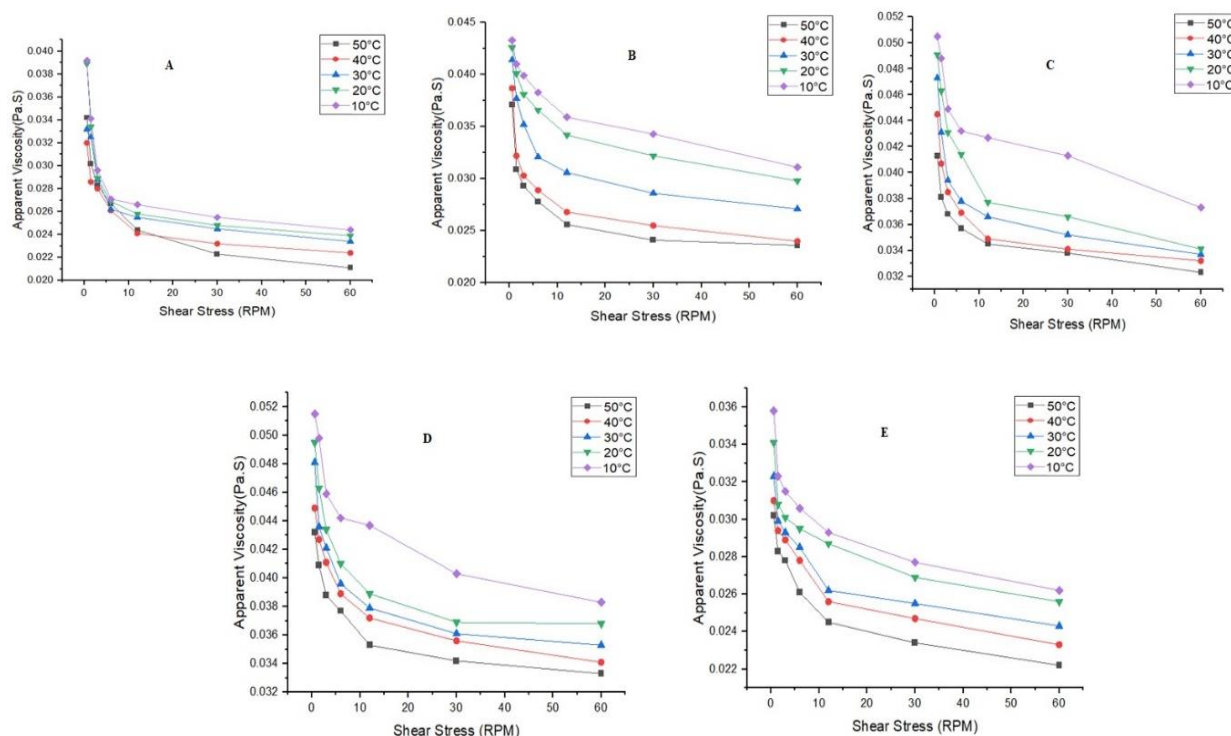 A
50°C
40°C
30°C
20°C
10°C
0.040
0.038
0.036
0.034
0.032
0.030
0.028
0.026
0.024
0.022
0.020
Apparent Viscosity(Pa.S)
0 10 20 30 40 50 60
Shear Stress (RPM)
B
50°C
40°C
30°C
20°C
10°C
0.045
0.040
0.035
0.030
0.025
0.020
Apparent Viscosity(Pa.S)
0 10 20 30 40 50 60
Shear Stress (RPM)
C
50°C
40°C
30°C
20°C
10°C
0.052
0.050
0.048
0.046
0.044
0.042
0.040
0.038
0.036
0.034
0.032
Apparent Viscosity(Pa.S)
0 10 20 30 40 50 60
Shear Stress (RPM)
D
50°C
40°C
30°C
20°C
10°C
0.052
0.050
0.048
0.046
0.044
0.042
0.040
0.038
0.036
0.034
0.032
Apparent Viscosity(Pa.S)
0 10 20 30 40 50 60
Shear Stress (RPM)
E
50°C
40°C
30°C
20°C
10°C
0.036
0.034
0.032
0.030
0.028
0.026
0.024
0.022
Apparent Viscosity(Pa.S)
0 10 20 30 40 50 60
Shear Stress (RPM)